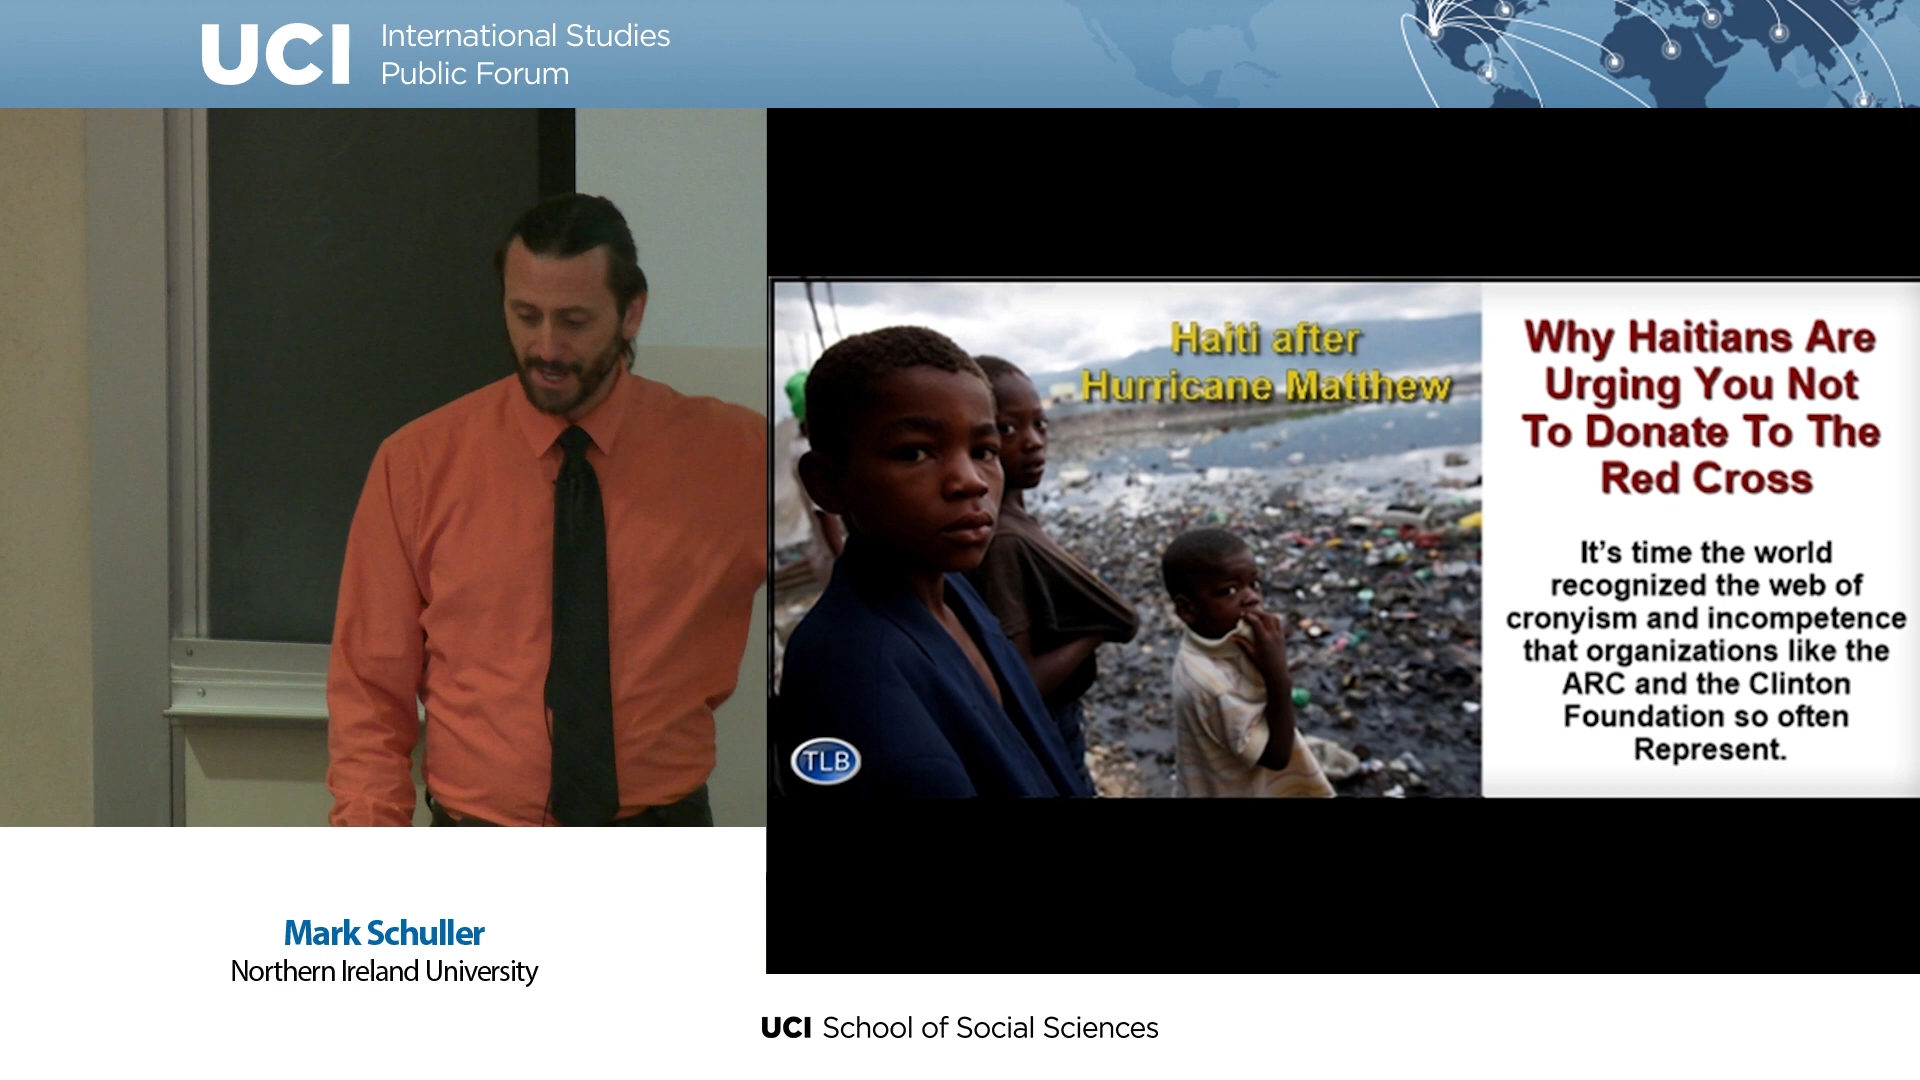 UCI International Studies
Public Forum
Haiti after
Hurricane Matthew
TLB
Why Haitians Are
Urging You Not
To Donate To The
Red Cross
It's time the world
recognized the web of
cronyism and incompetence
that organizations like the
ARC and the Clinton
Foundation so often
Represent.
Mark Schuller
Northern Ireland University
UCI School of Social Sciences